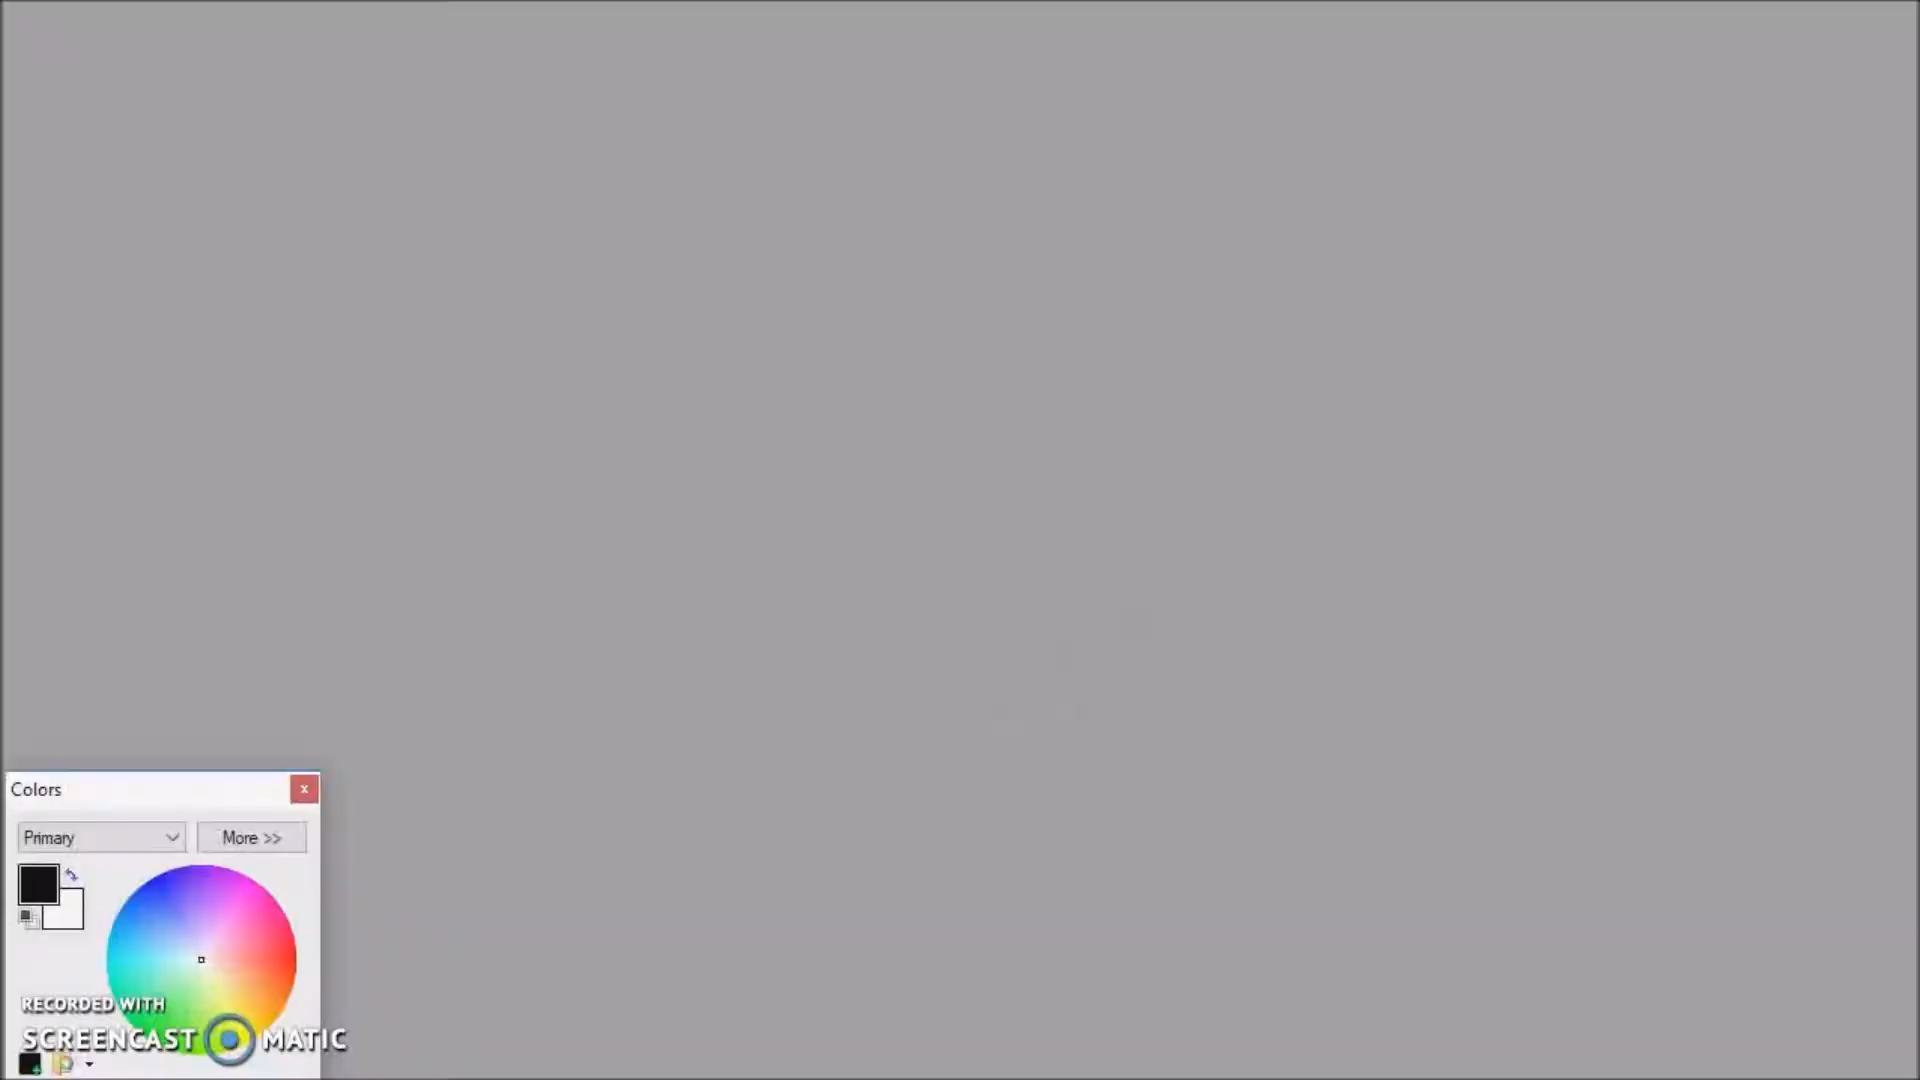 Colors
x
Primary
More >>
RECORDED WITH
SCREENCAST MATIC